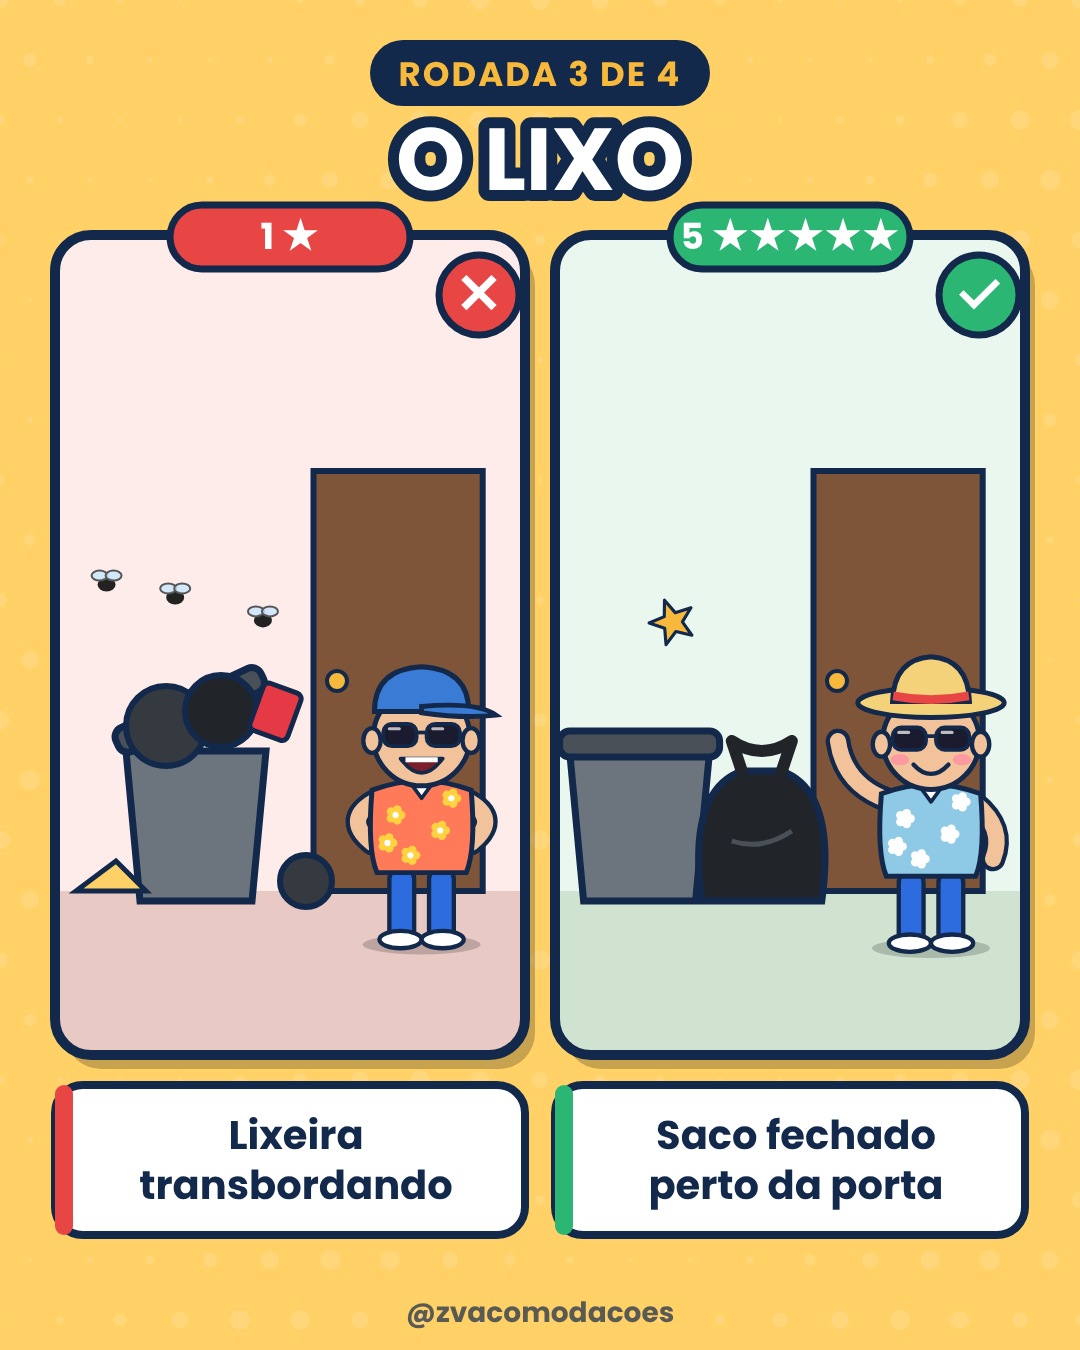 RODADA 3 DE 4
O LIXO
1 ★
5 ★★★★★
Lixeira
transbordando
Saco fechado
perto da porta
@zvacomodacoes